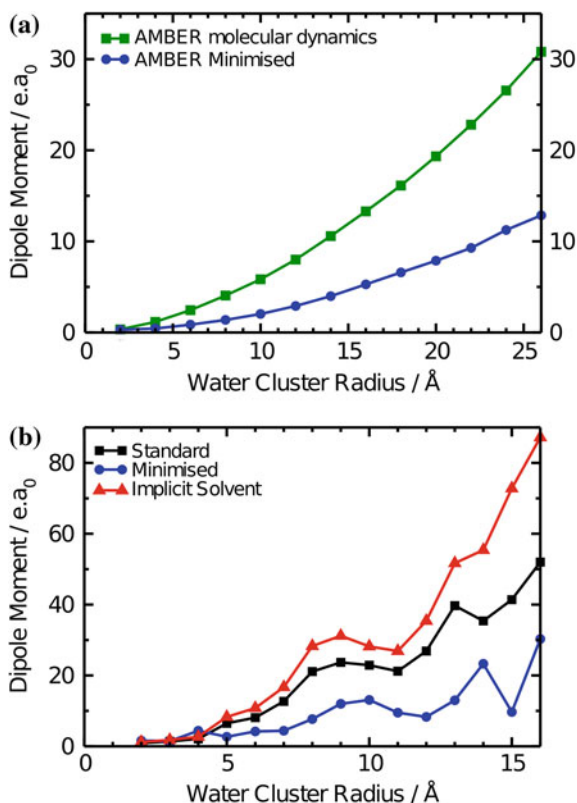 (a)
AMBER molecular dynamics
AMBER Minimised
Dipole Moment / e.a0
30
20
10
0
30
20
10
0
0 5 10 15 20 25
Water Cluster Radius / Å
(b)
Standard
Minimised
Implicit Solvent
Dipole Moment / e.a0
80
60
40
20
0
0 5 10 15
Water Cluster Radius / Å